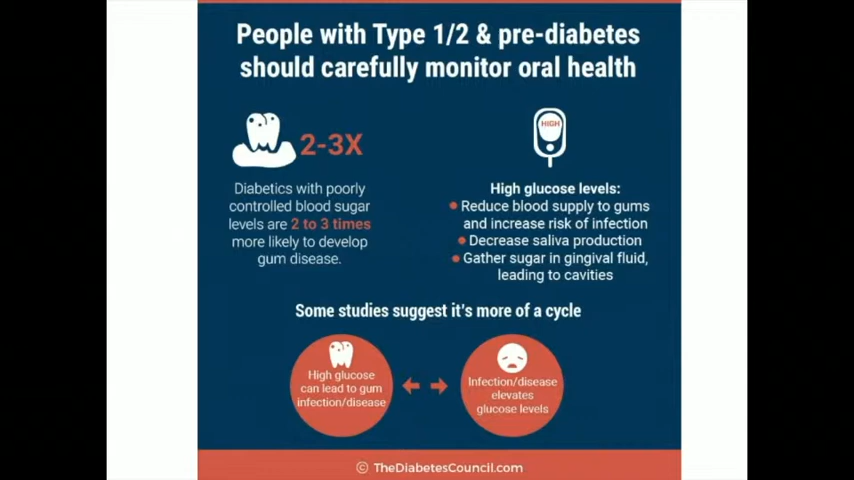 People with Type 1/2 & pre-diabetes
should carefully monitor oral health
2-3X
Diabetics with poorly
controlled blood sugar
levels are 2 to 3 times
more likely to develop
gum disease.
HIGH
High glucose levels:
Reduce blood supply to gums
and increase risk of infection
Decrease saliva production
Gather sugar in gingival fluid,
leading to cavities
Some studies suggest it's more of a cycle
High glucose
can lead to gum
infection/disease
Infection/disease
elevates
glucose levels
© TheDiabetesCouncil.com